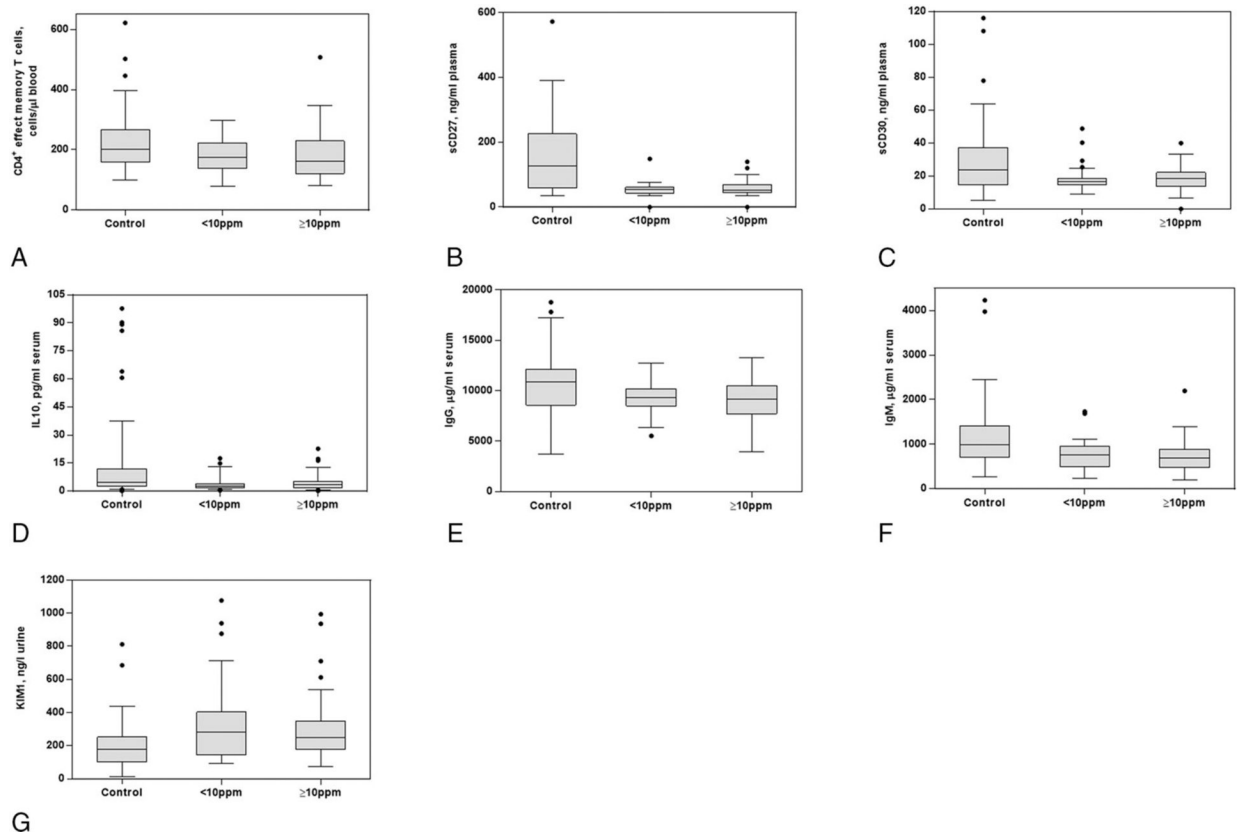 CD4⁺ effect memory T cells,
cells/µl blood
600
400
200
0
Control
<10ppm
≥10ppm
A
sCD27, ng/ml plasma
600
400
200
0
Control
<10ppm
≥10ppm
B
sCD30, ng/ml plasma
120
100
80
60
40
20
0
Control
<10ppm
≥10ppm
C
IL10, pg/ml serum
105
90
75
60
45
30
15
0
Control
<10ppm
≥10ppm
D
IgG, µg/ml serum
20000
15000
10000
5000
0
Control
<10ppm
≥10ppm
E
IgM, µg/ml serum
4000
3000
2000
1000
0
Control
<10ppm
≥10ppm
F
KIM1, ng/l urine
1200
1000
800
600
400
200
0
Control
<10ppm
≥10ppm
G